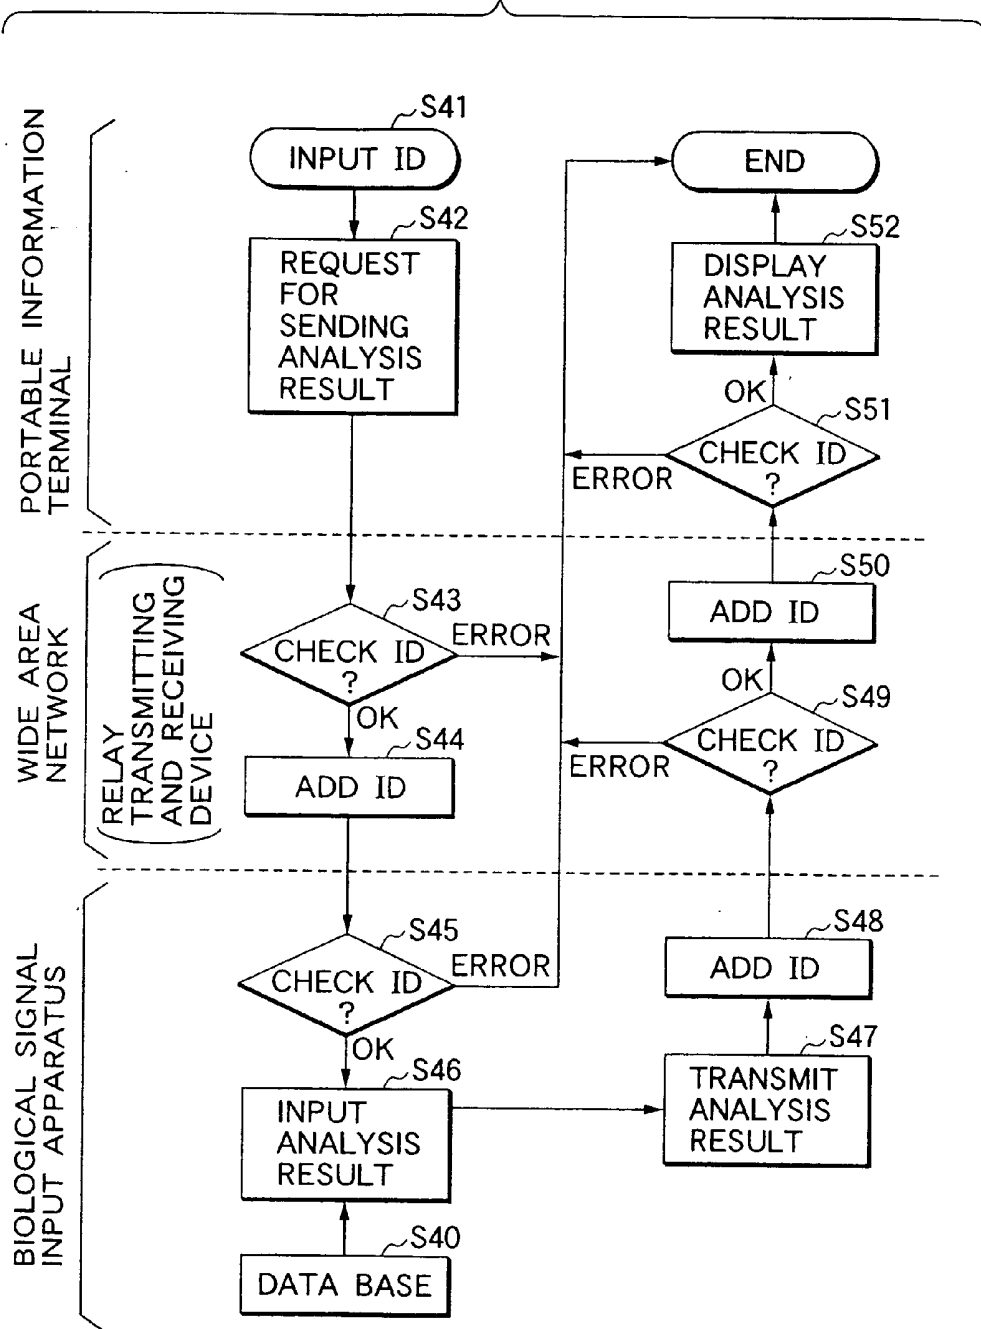 PORTABLE INFORMATION
TERMINAL
S41
INPUT ID
S42
REQUEST
FOR
SENDING
ANALYSIS
RESULT
END
S52
DISPLAY
ANALYSIS
RESULT
OK
S51
CHECK ID
?
ERROR
WIDE AREA
NETWORK
RELAY
TRANSMITTING
AND RECEIVING
DEVICE
S43
CHECK ID
?
ERROR
OK
S44
ADD ID
S50
ADD ID
OK
S49
CHECK ID
?
ERROR
BIOLOGICAL SIGNAL
INPUT APPARATUS
S45
CHECK ID
?
ERROR
OK
S46
INPUT
ANALYSIS
RESULT
S40
DATA BASE
S48
ADD ID
S47
TRANSMIT
ANALYSIS
RESULT